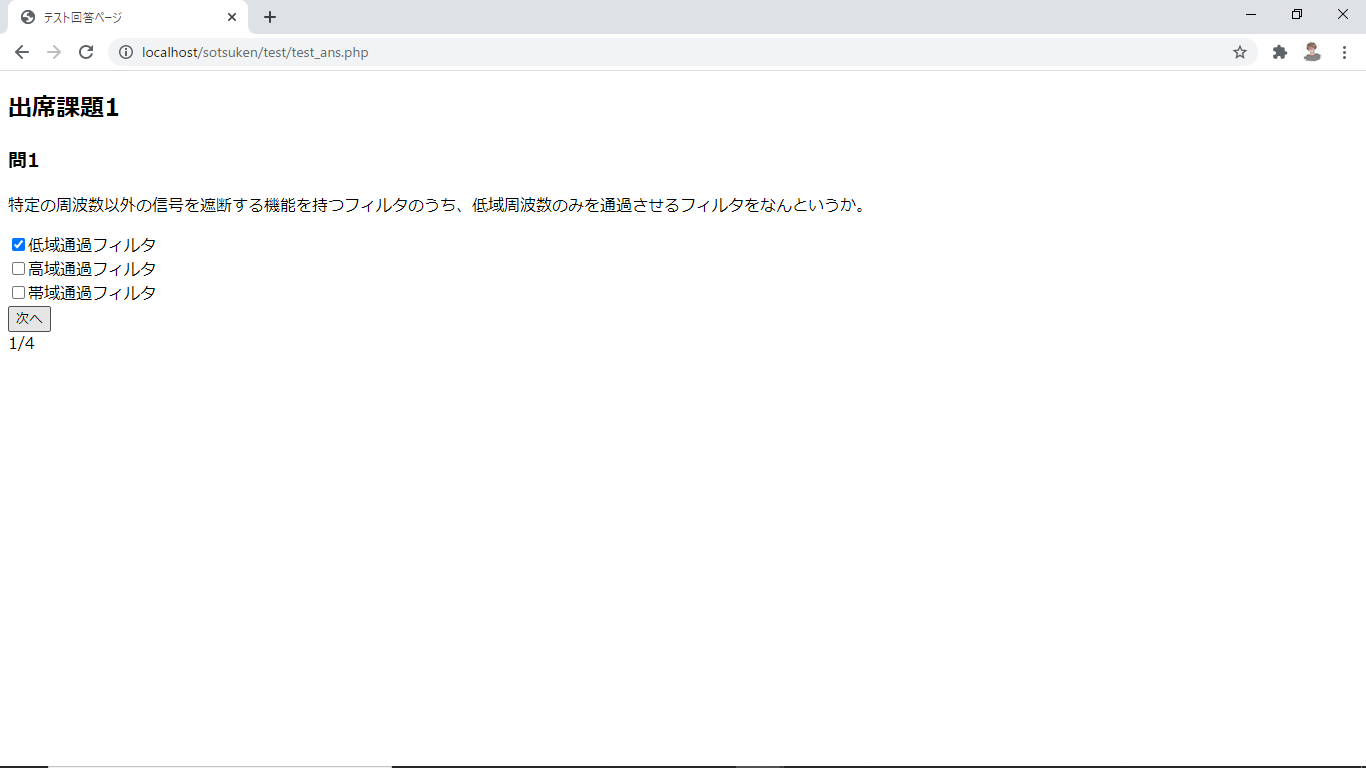 テスト回答ページ
localhost/sotsuken/test/test_ans.php
出席課題1
問1
特定の周波数以外の信号を遮断する機能を持つフィルタのうち、低域周波数のみを通過させるフィルタをなんというか。
低域通過フィルタ
高域通過フィルタ
帯域通過フィルタ
次へ
1/4